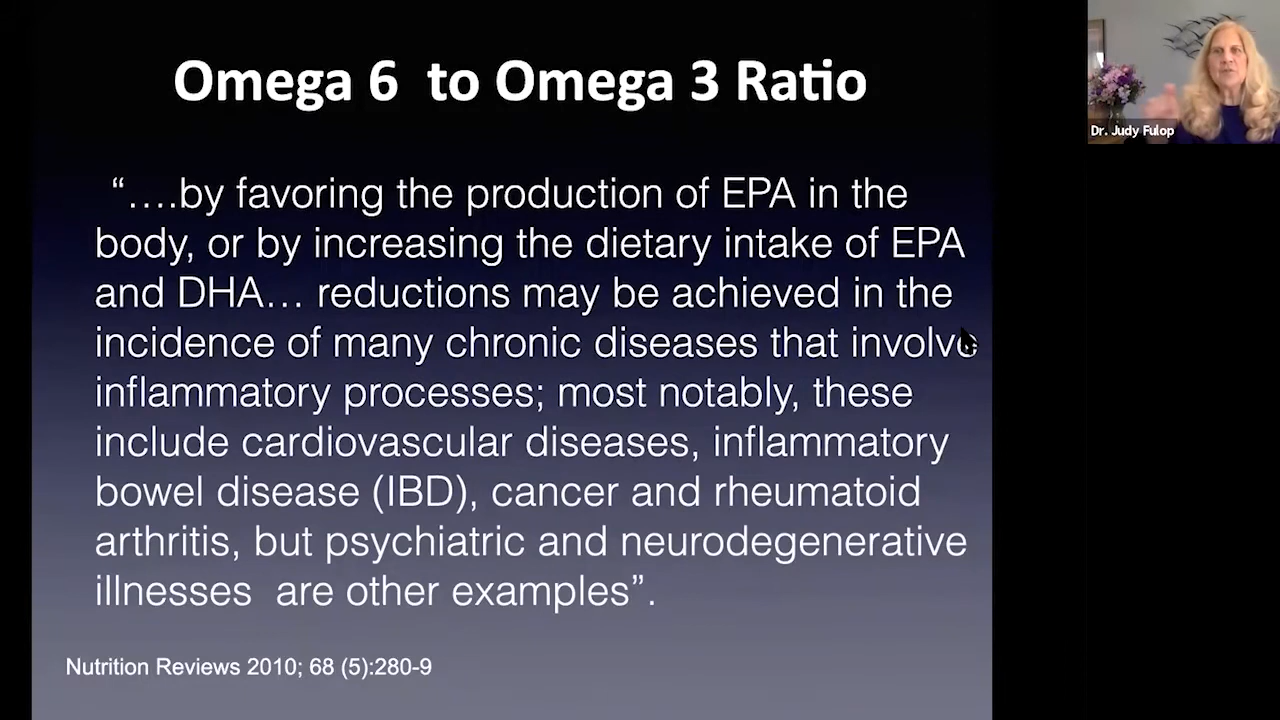 Omega 6  to Omega 3 Ratio
“….by favoring the production of EPA in the
body, or by increasing the dietary intake of EPA
and DHA… reductions may be achieved in the
incidence of many chronic diseases that involve
inflammatory processes; most notably, these
include cardiovascular diseases, inflammatory
bowel disease (IBD), cancer and rheumatoid
arthritis, but psychiatric and neurodegenerative
illnesses  are other examples”.
Nutrition Reviews 2010; 68 (5):280-9
Dr. Judy Fulop